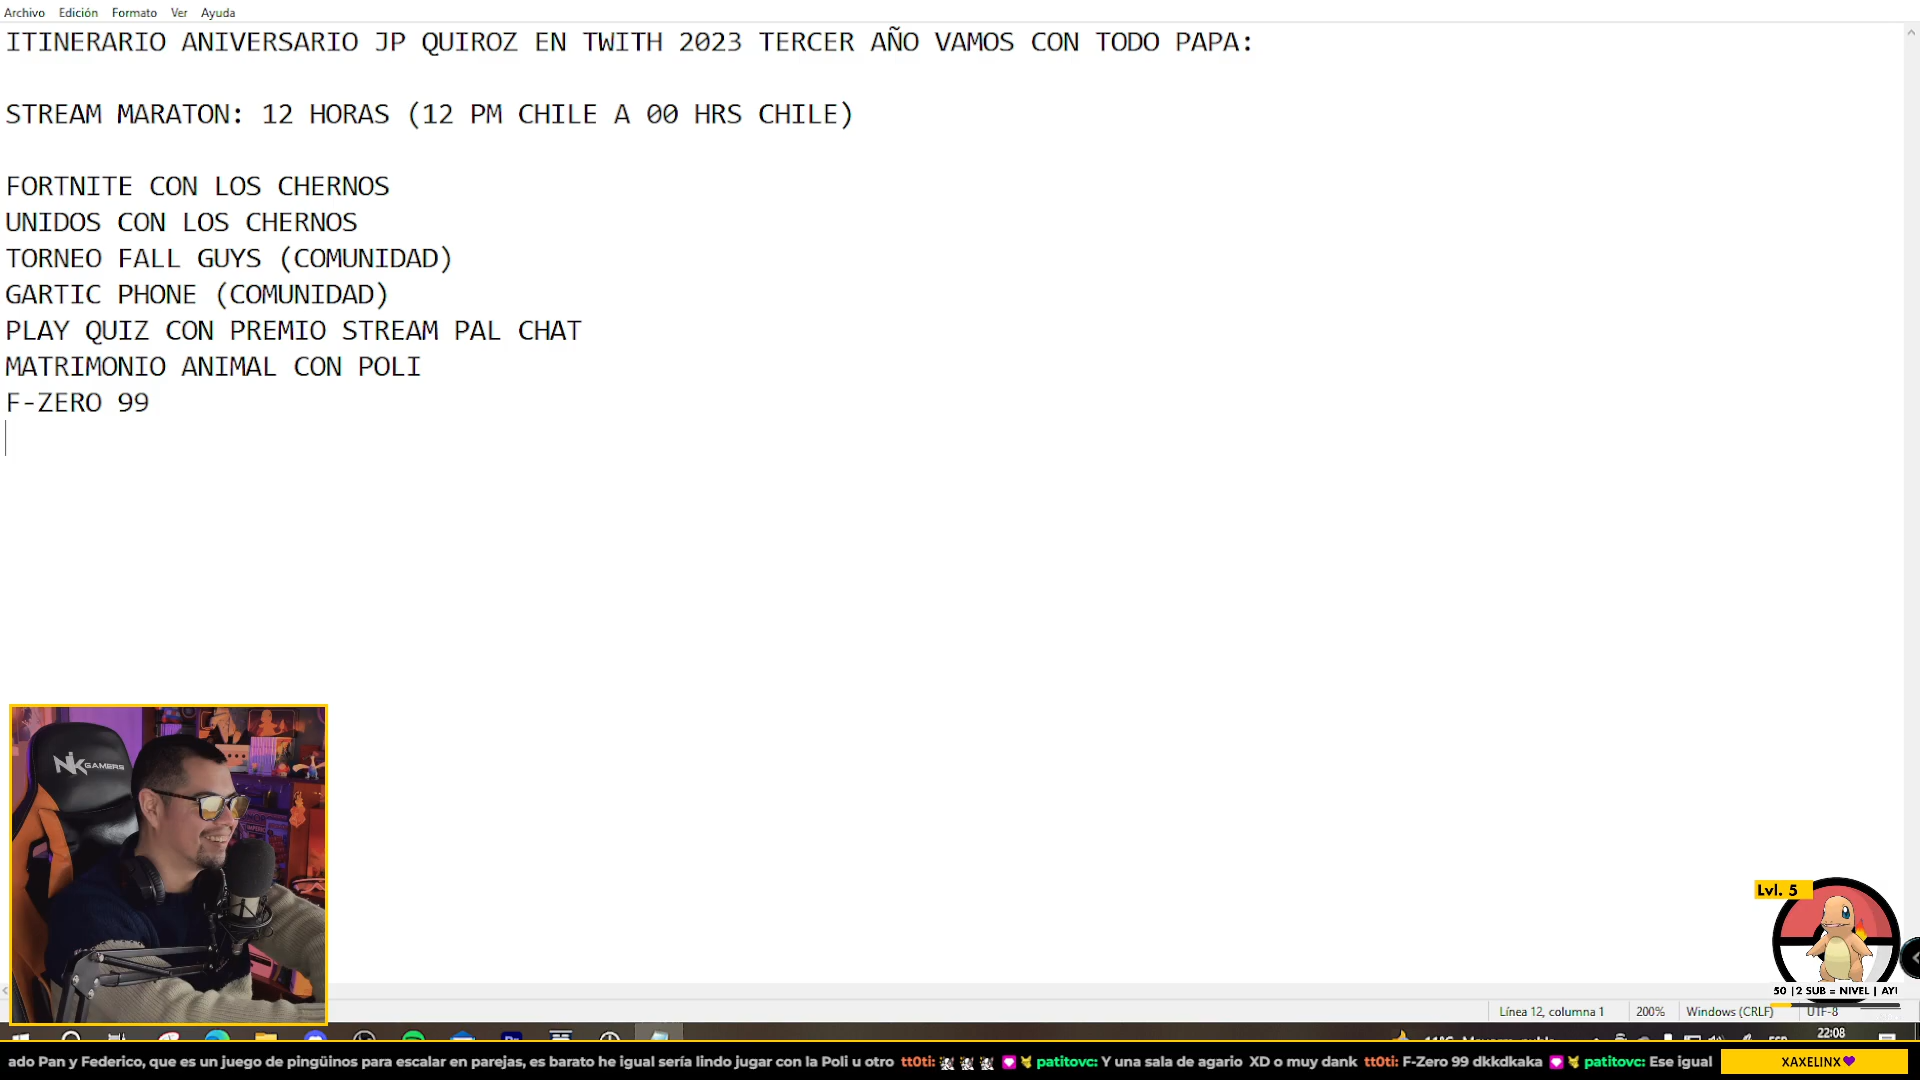 Archivo Edición Formato Ver Ayuda
ITINERARIO ANIVERSARIO JP QUIROZ EN TWITH 2023 TERCER AÑO VAMOS CON TODO PAPA:
STREAM MARATON: 12 HORAS (12 PM CHILE A 00 HRS CHILE)
FORTNITE CON LOS CHERNOS
UNIDOS CON LOS CHERNOS
TORNEO FALL GUYS (COMUNIDAD)
GARTIC PHONE (COMUNIDAD)
PLAY QUIZ CON PREMIO STREAM PAL CHAT
MATRIMONIO ANIMAL CON POLI
F-ZERO 99
NK GAMERS
Lvl. 5
50 |2 SUB = NIVEL | AYU
Línea 12, columna 1 200% Windows (CRLF) UTF-8
22:08
ado Pan y Federico, que es un juego de pingüinos para escalar en parejas, es barato he igual sería lindo jugar con la Poli u otro tt0ti: patitovc: Y una sala de agario XD o muy dank tt0ti: F-Zero 99 dkkdkaka patitovc: Ese igual
XAXELINX